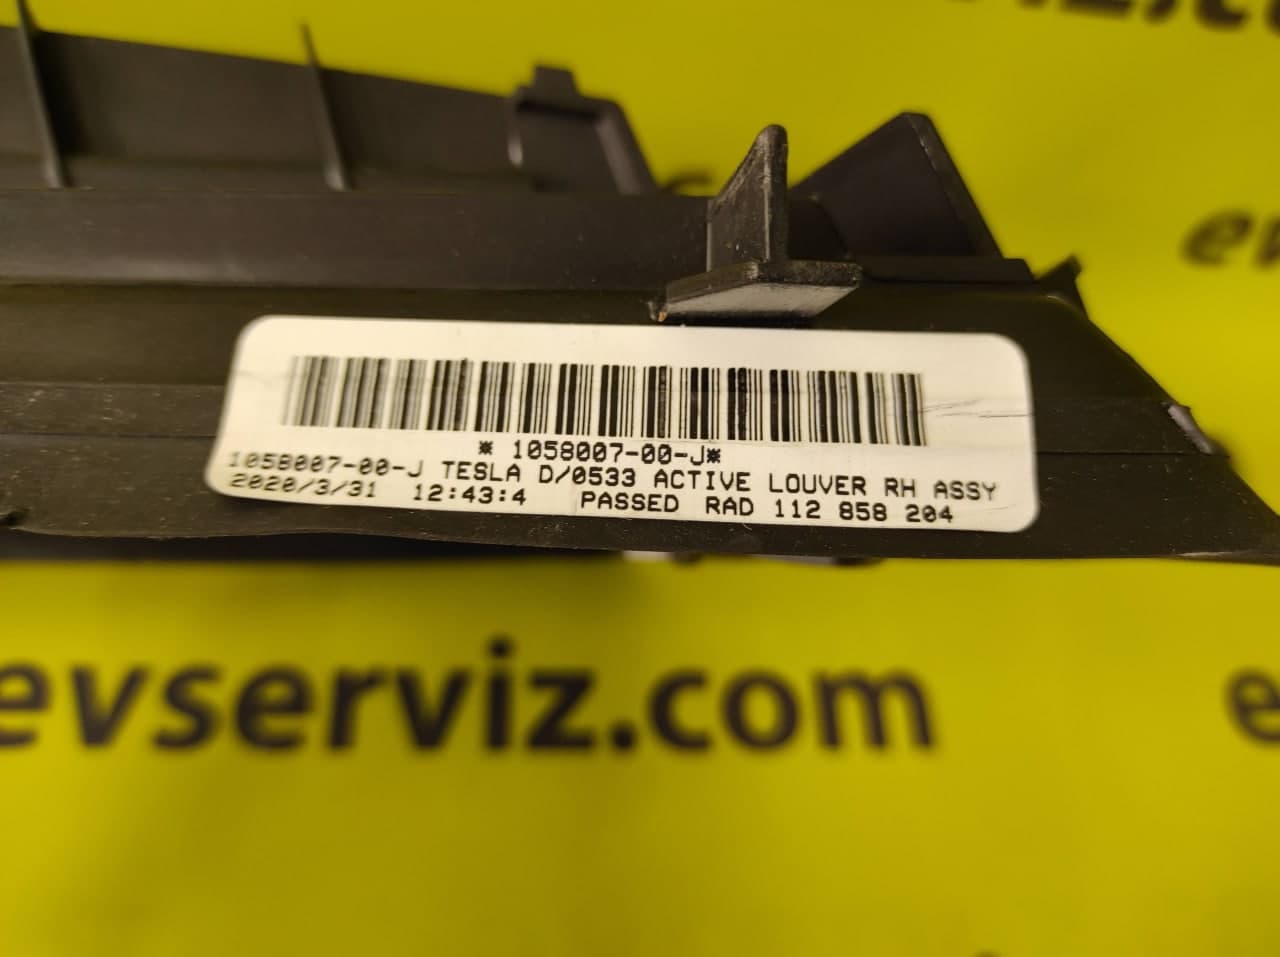 * 1058007-00-J*
1058007-00-J TESLA D/0533 ACTIVE LOUVER RH ASSY
2020/3/31 12:43:4 PASSED RAD 112 858 204
evserviz.com